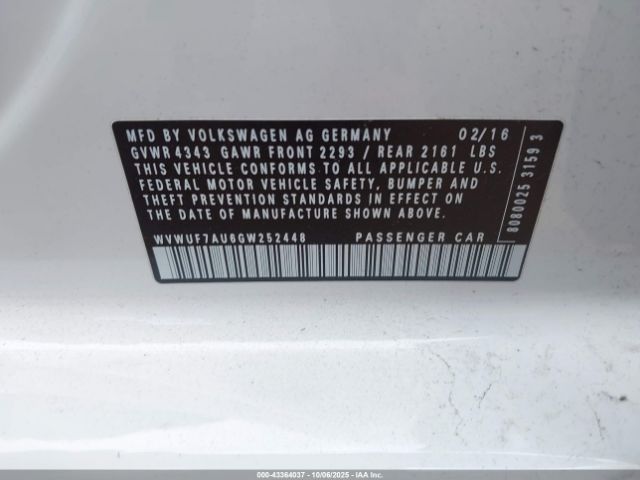 MFD BY VOLKSWAGEN AG GERMANY 02/16
GVWR 4343 GAWR FRONT 2293 / REAR 2161 LBS
THIS VEHICLE CONFORMS TO ALL APPLICABLE U.S.
FEDERAL MOTOR VEHICLE SAFETY, BUMPER AND
THEFT PREVENTION STANDARDS IN EFFECT ON THE
DATE OF MANUFACTURE SHOWN ABOVE.
WVWUF7AU6GW252448 PASSENGER CAR
8080025 3159 3
000-43364037 - 10/06/2025 - © IAA, Inc.